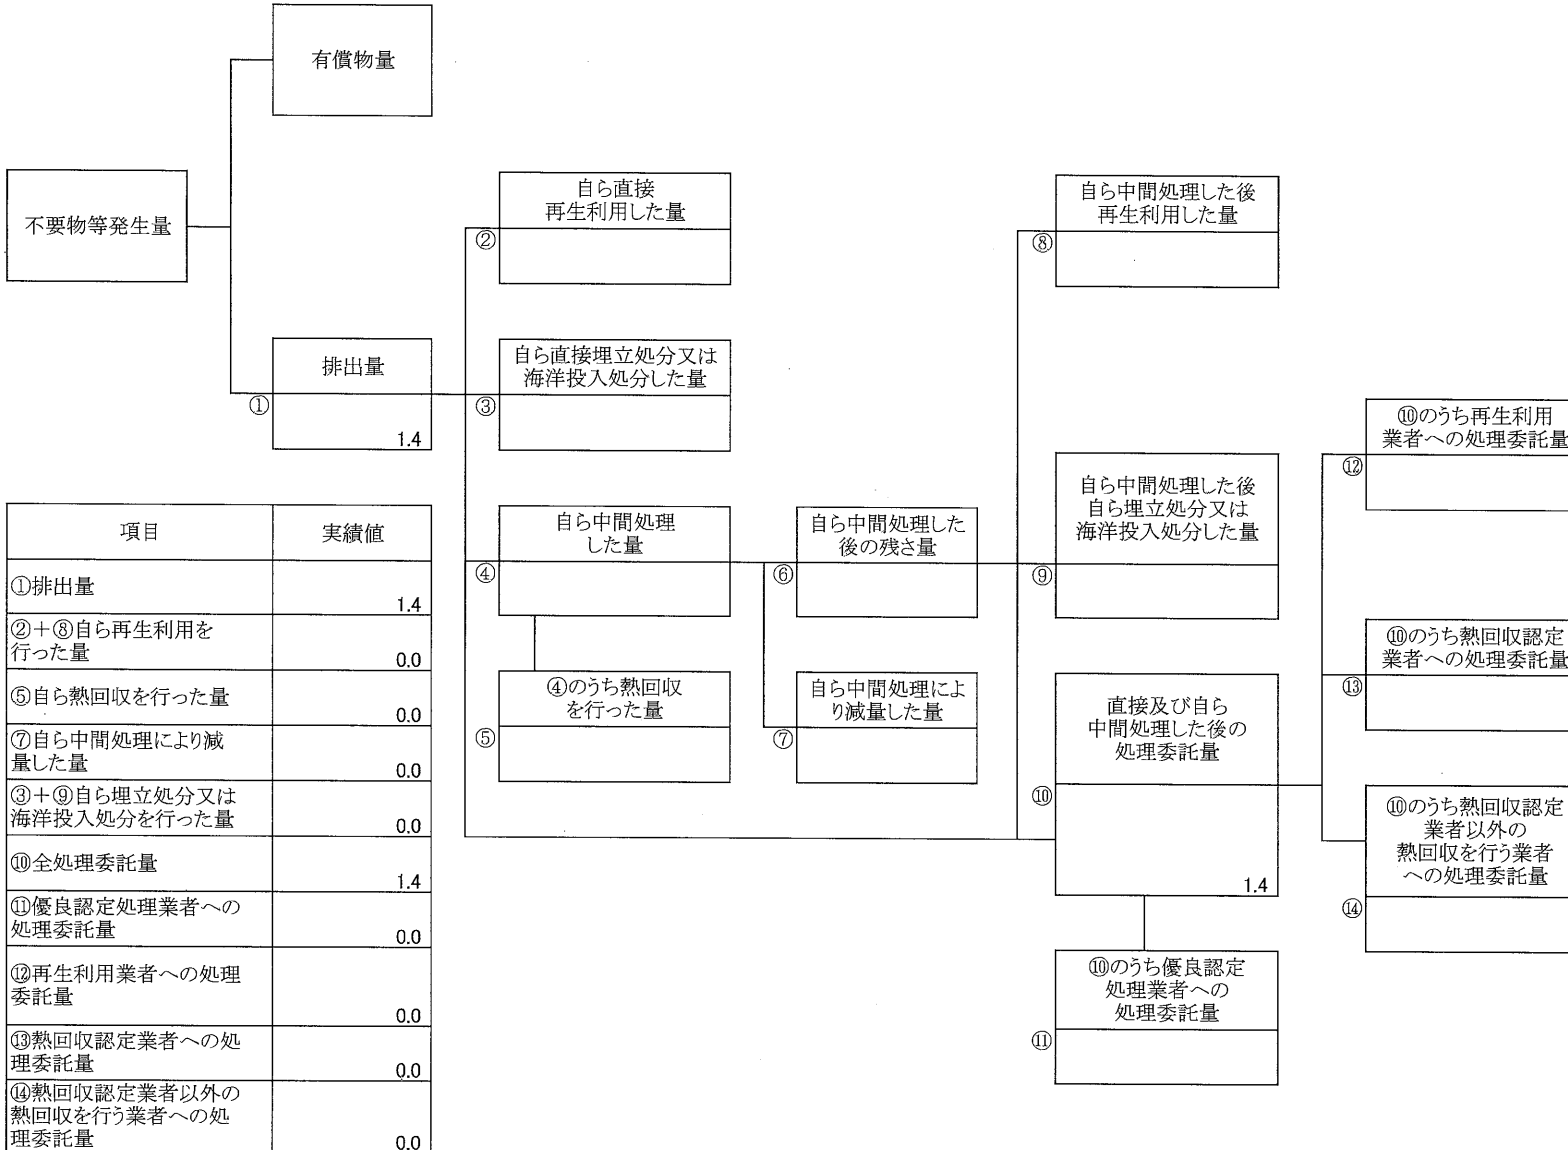 有償物量
不要物等発生量
排出量
①
1.4
自ら直接
再生利用した量
②
自ら直接埋立処分又は
海洋投入処分した量
③
自ら中間処理
した量
④
④のうち熱回収
を行った量
⑤
自ら中間処理した
後の残さ量
⑥
自ら中間処理によ
り減量した量
⑦
自ら中間処理した後
再生利用した量
⑧
自ら中間処理した後
自ら埋立処分又は
海洋投入処分した量
⑨
直接及び自ら
中間処理した後の
処理委託量
⑩
1.4
⑩のうち優良認定
処理業者への
処理委託量
⑪
⑩のうち再生利用
業者への処理委託量
⑫
⑩のうち熱回収認定
業者への処理委託量
⑬
⑩のうち熱回収認定
業者以外の
熱回収を行う業者
への処理委託量
⑭
項目 実績値
①排出量
1.4
②＋⑧自ら再生利用を
行った量
0.0
⑤自ら熱回収を行った量
0.0
⑦自ら中間処理により減
量した量
0.0
③＋⑨自ら埋立処分又は
海洋投入処分を行った量
0.0
⑩全処理委託量
1.4
⑪優良認定処理業者への
処理委託量
0.0
⑫再生利用業者への処理
委託量
0.0
⑬熱回収認定業者への処
理委託量
0.0
⑭熱回収認定業者以外の
熱回収を行う業者への処
理委託量
0.0